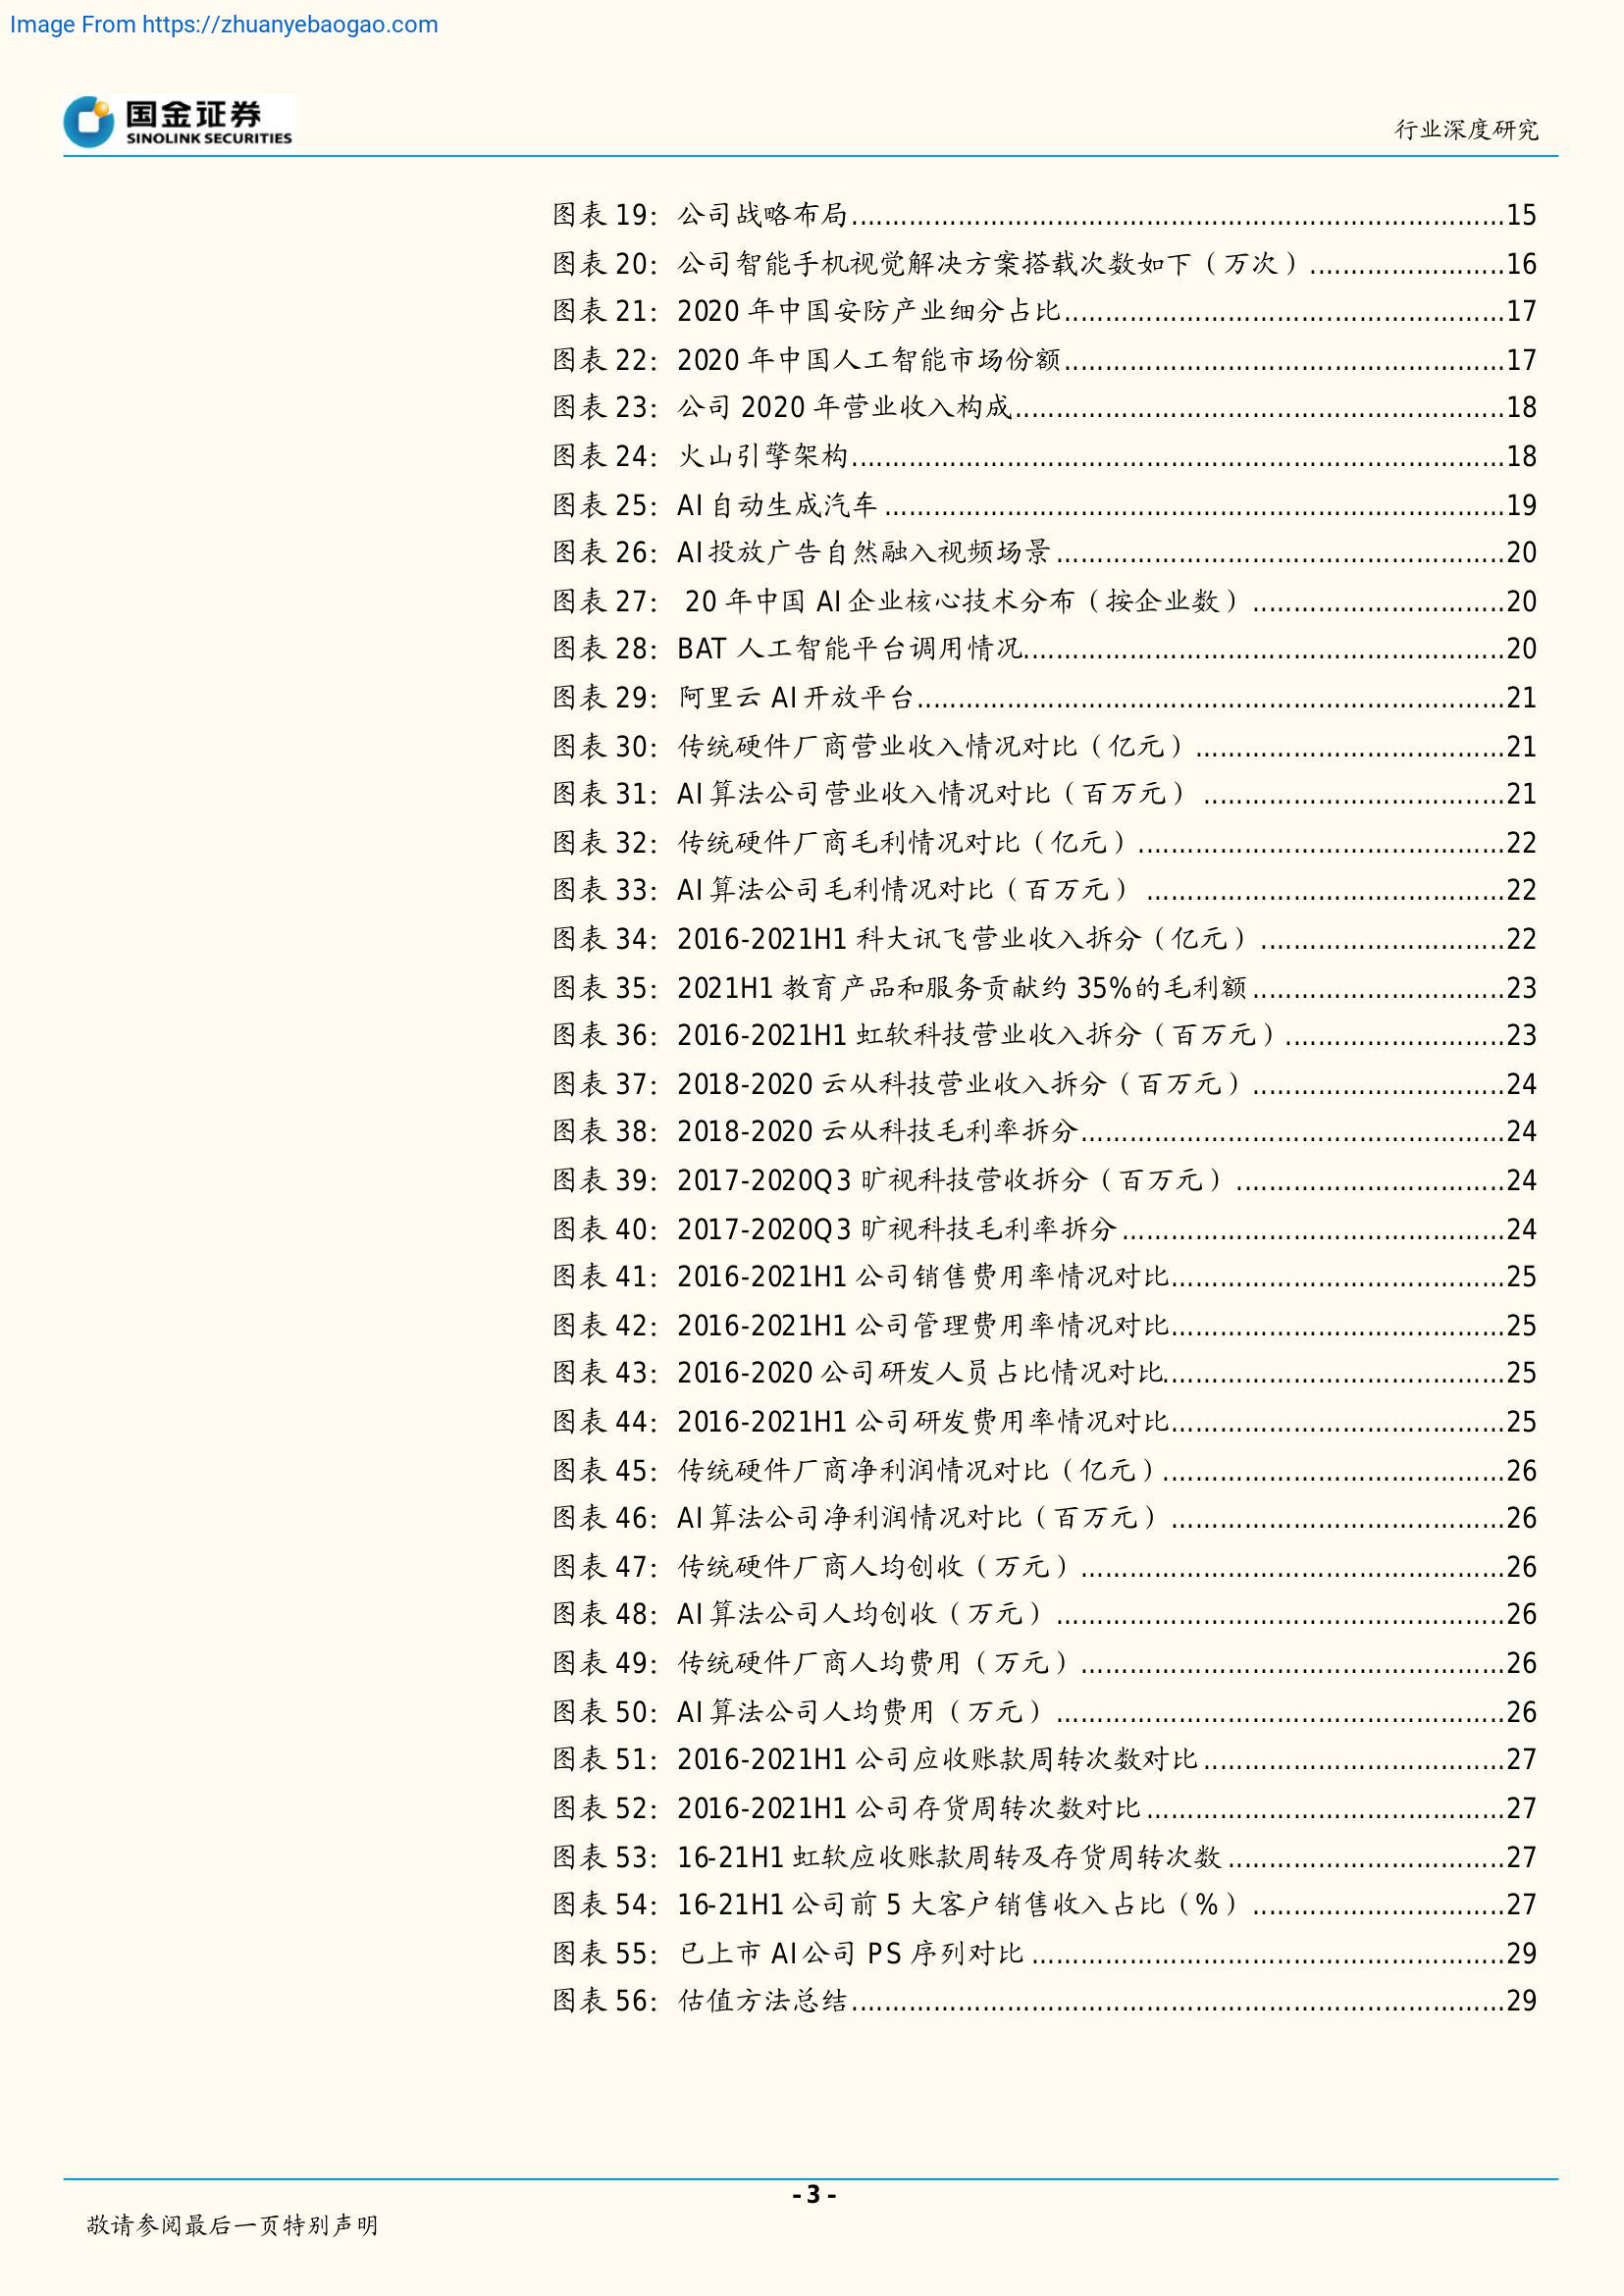 Image From https://zhuanyebaogao.com
国金证券
SINOLINK SECURITIES
行业深度研究
图表 19：公司战略布局......15
图表 20：公司智能手机视觉解决方案搭载次数如下（万次）......16
图表 21：2020 年中国安防产业细分占比......17
图表 22：2020 年中国人工智能市场份额......17
图表 23：公司 2020 年营业收入构成......18
图表 24：火山引擎架构......18
图表 25：AI 自动生成汽车......19
图表 26：AI 投放广告自然融入视频场景......20
图表 27： 20 年中国 AI 企业核心技术分布（按企业数）......20
图表 28：BAT 人工智能平台调用情况......20
图表 29：阿里云 AI 开放平台......21
图表 30：传统硬件厂商营业收入情况对比（亿元）......21
图表 31：AI 算法公司营业收入情况对比（百万元）......21
图表 32：传统硬件厂商毛利情况对比（亿元）......22
图表 33：AI 算法公司毛利情况对比（百万元）......22
图表 34：2016-2021H1 科大讯飞营业收入拆分（亿元）......22
图表 35：2021H1 教育产品和服务贡献约 35%的毛利额......23
图表 36：2016-2021H1 虹软科技营业收入拆分（百万元）......23
图表 37：2018-2020 云从科技营业收入拆分（百万元）......24
图表 38：2018-2020 云从科技毛利率拆分......24
图表 39：2017-2020Q3 旷视科技营收拆分（百万元）......24
图表 40：2017-2020Q3 旷视科技毛利率拆分......24
图表 41：2016-2021H1 公司销售费用率情况对比......25
图表 42：2016-2021H1 公司管理费用率情况对比......25
图表 43：2016-2020 公司研发人员占比情况对比......25
图表 44：2016-2021H1 公司研发费用率情况对比......25
图表 45：传统硬件厂商净利润情况对比（亿元）......26
图表 46：AI 算法公司净利润情况对比（百万元）......26
图表 47：传统硬件厂商人均创收（万元）......26
图表 48：AI 算法公司人均创收（万元）......26
图表 49：传统硬件厂商人均费用（万元）......26
图表 50：AI 算法公司人均费用（万元）......26
图表 51：2016-2021H1 公司应收账款周转次数对比......27
图表 52：2016-2021H1 公司存货周转次数对比......27
图表 53：16-21H1 虹软应收账款周转及存货周转次数......27
图表 54：16-21H1 公司前 5 大客户销售收入占比（%）......27
图表 55：已上市 AI 公司 PS 序列对比......29
图表 56：估值方法总结......29
- 3 -
敬请参阅最后一页特别声明